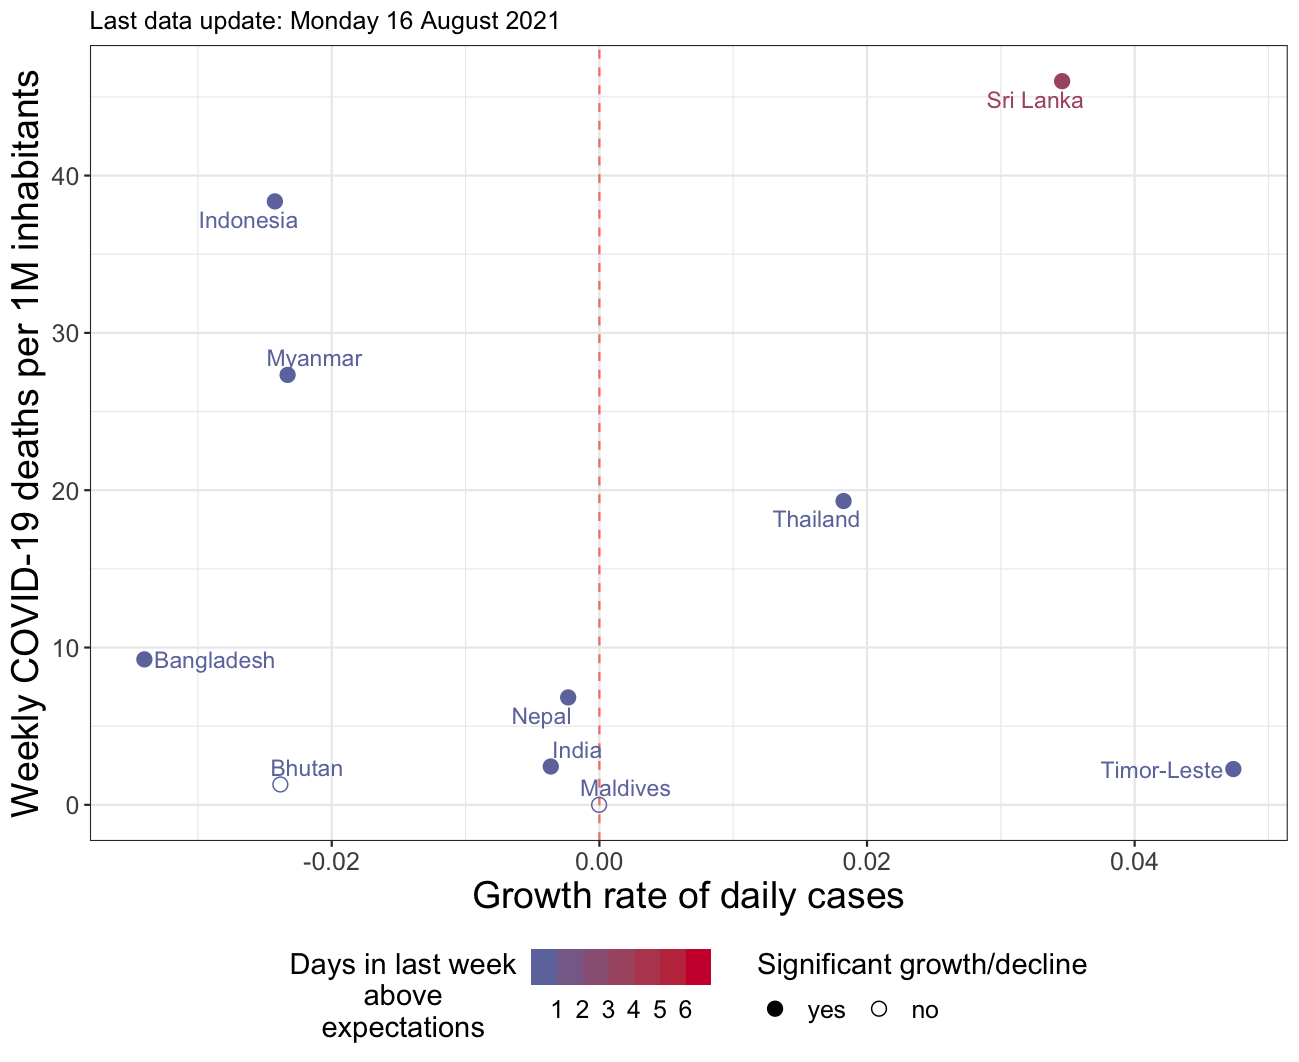 Last data update: Monday 16 August 2021
Weekly COVID-19 deaths per 1M inhabitants
40
30
20
10
0
Sri Lanka
Indonesia
Myanmar
Thailand
Bangladesh
Nepal
India
Bhutan
Maldives
Timor-Leste
-0.02 0.00 0.02 0.04
Growth rate of daily cases
Days in last week
above
expectations
1 2 3 4 5 6
Significant growth/decline
yes no